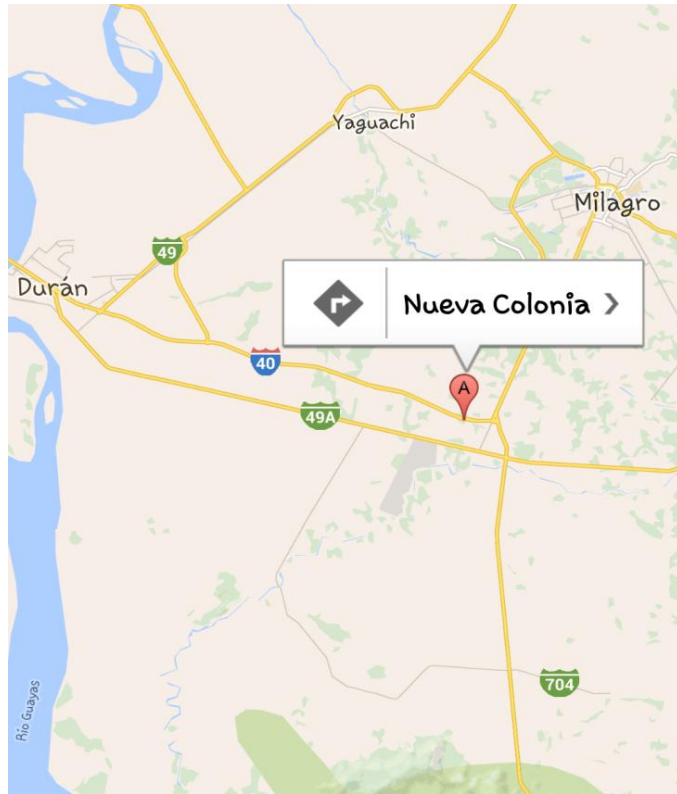 Yaguachi
Milagro
49
Durán
Nueva Colonia
40
A
49A
704
Río Guayas